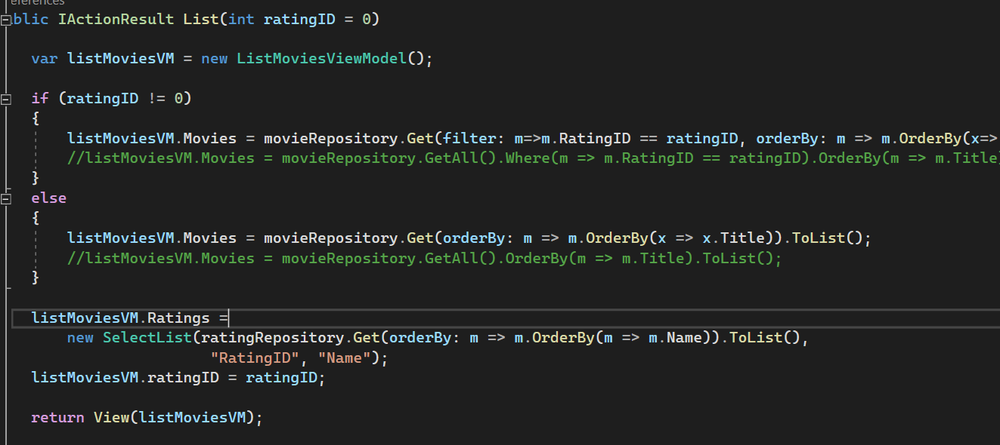 eferences
blic IActionResult List(int ratingID = 0)
var listMoviesVM = new ListMoviesViewModel();
if (ratingID != 0)
{
listMoviesVM.Movies = movieRepository.Get(filter: m=>m.RatingID == ratingID, orderBy: m => m.OrderBy(x=>
//listMoviesVM.Movies = movieRepository.GetAll().Where(m => m.RatingID == ratingID).OrderBy(m => m.Title)
}
else
{
listMoviesVM.Movies = movieRepository.Get(orderBy: m => m.OrderBy(x => x.Title)).ToList();
//listMoviesVM.Movies = movieRepository.GetAll().OrderBy(m => m.Title).ToList();
}
listMoviesVM.Ratings =
new SelectList(ratingRepository.Get(orderBy: m => m.OrderBy(m => m.Name)).ToList(),
"RatingID", "Name");
listMoviesVM.ratingID = ratingID;
return View(listMoviesVM);